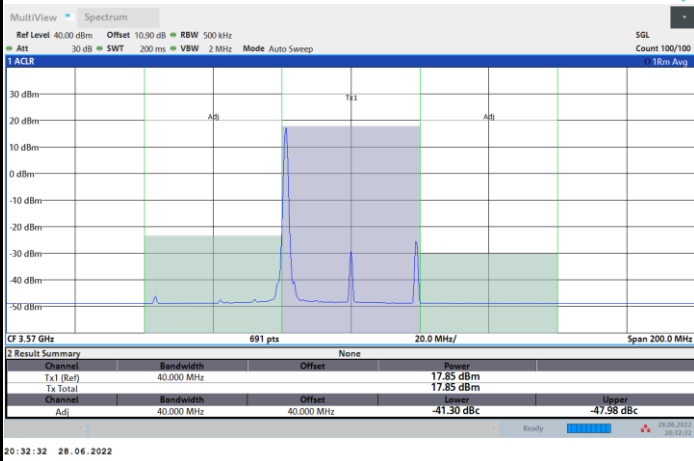 MultiView Spectrum
Ref Level 40.00 dBm Offset 10.90 dB RBW 500 kHz SGL
Att 30 dB SWT 200 ms VBW 2 MHz Mode Auto Sweep Count 100/100
1 ACLR 1Rm Avg
30 dBm
Tx1
20 dBm
Adj Adj
10 dBm
0 dBm
-10 dBm
-20 dBm
-30 dBm
-40 dBm
-50 dBm
CF 3.57 GHz 691 pts 20.0 MHz/ Span 200.0 MHz
2 Result Summary None
Channel Bandwidth Offset Power
Tx1 (Ref) 40.000 MHz 17.85 dBm
Tx Total 17.85 dBm
Channel Bandwidth Offset Lower Upper
Adj 40.000 MHz 40.000 MHz -41.30 dBc -47.98 dBc
Ready 28.06.2022
20:32:32
20:32:32 28.06.2022